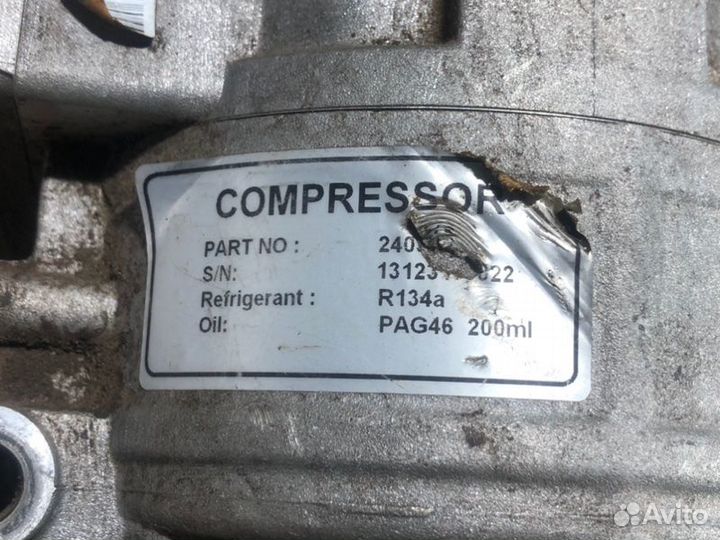 COMPRESSOR
PART NO :
S/N:
Refrigerant : R134a
Oil: PAG46 200ml
Avito